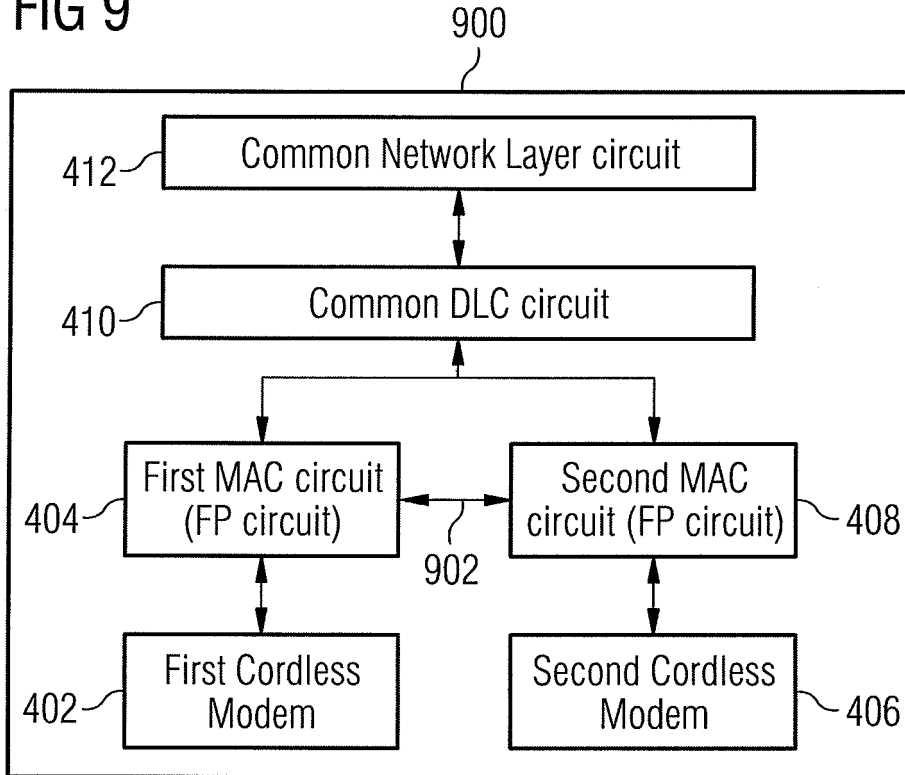 FIG 9
900
Common Network Layer circuit
412
Common DLC circuit
410
First MAC circuit
(FP circuit)
404
902
Second MAC
circuit (FP circuit)
408
First Cordless
Modem
402
Second Cordless
Modem
406